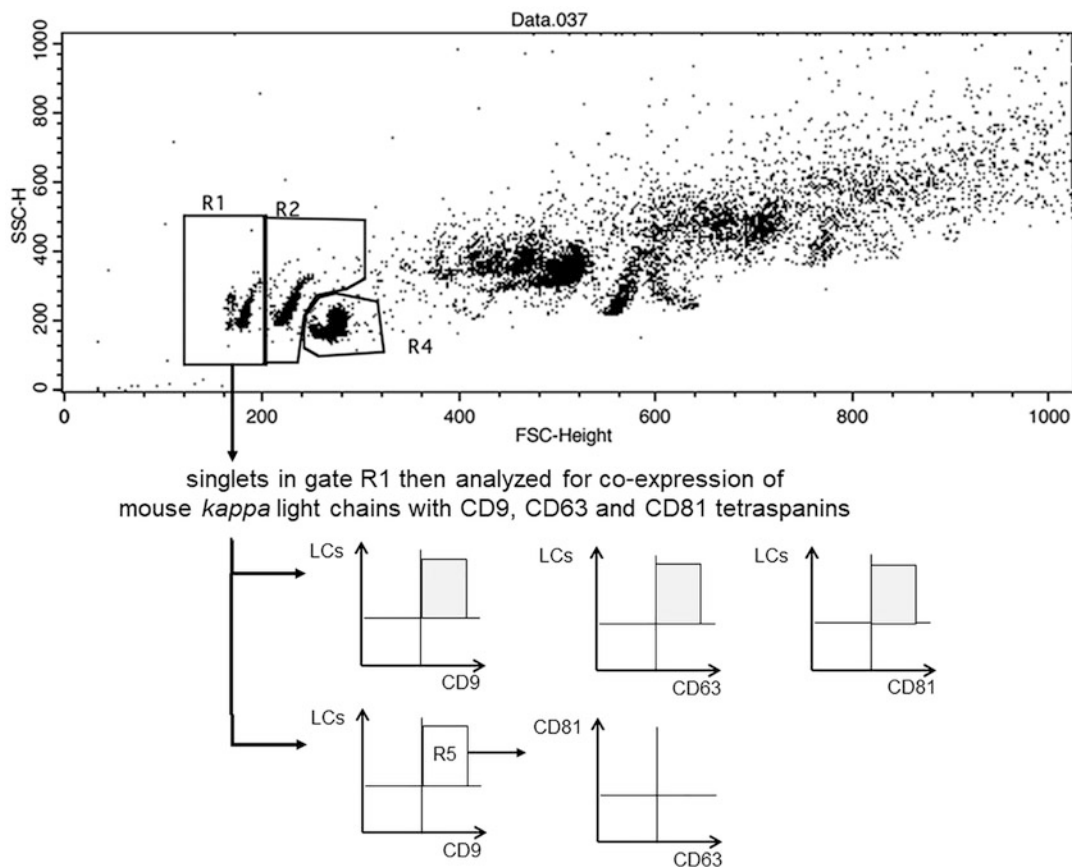 Data.037
1000
800
600
400
200
0
SSC-H
R1
R2
R4
0 200 400 600 800 1000
FSC-Height
singlets in gate R1 then analyzed for co-expression of
mouse kappa light chains with CD9, CD63 and CD81 tetraspanins
LCs LCs LCs
CD9 CD63 CD81
LCs CD81
R5
CD9 CD63